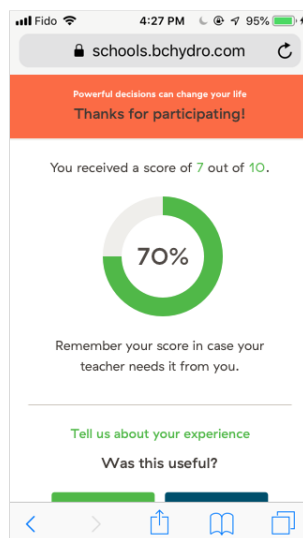 Fido 4:27 PM 95%
schools.bchydro.com
Powerful decisions can change your life
Thanks for participating!
You received a score of 7 out of 10.
70%
Remember your score in case your
teacher needs it from you.
Tell us about your experience
Was this useful?